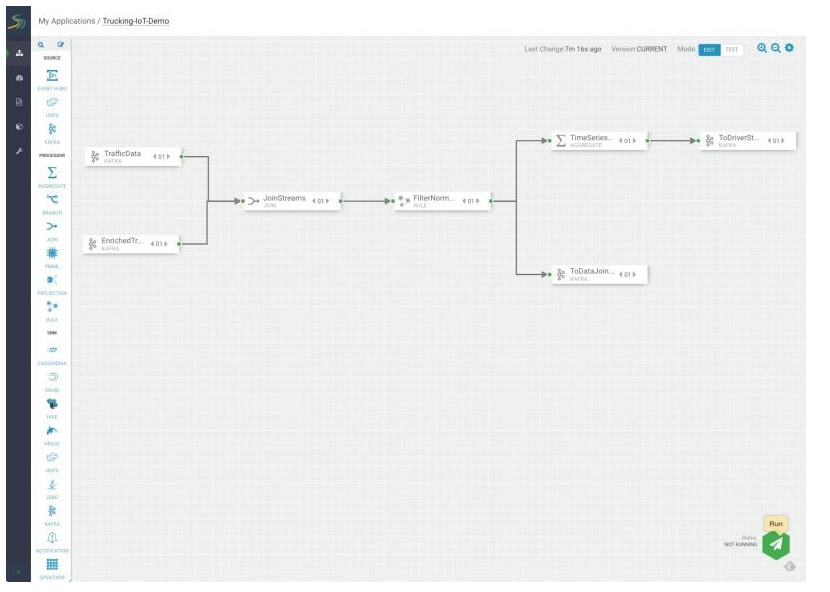 My Applications / Trucking-IoT-Demo
Last Change 7m 16s ago Version CURRENT Mode EDIT TEST
SOURCE
EVENT HUBS
HDFS
KAFKA
PROCESSOR
AGGREGATE
BRANCH
JOIN
PMML
PROJECTION
RULE
SINK
CASSANDRA
DRUID
HIVE
HBASE
HDFS
JDBC
KAFKA
NOTIFICATION
OPENTSDB
TrafficData
KAFKA
01
EnrichedTr...
KAFKA
01
JoinStreams
JOIN
01
FilterNorm...
RULE
01
TimeSeries...
AGGREGATE
01
ToDriverSt...
KAFKA
01
ToDataJoin...
KAFKA
01
Run
Status
NOT RUNNING